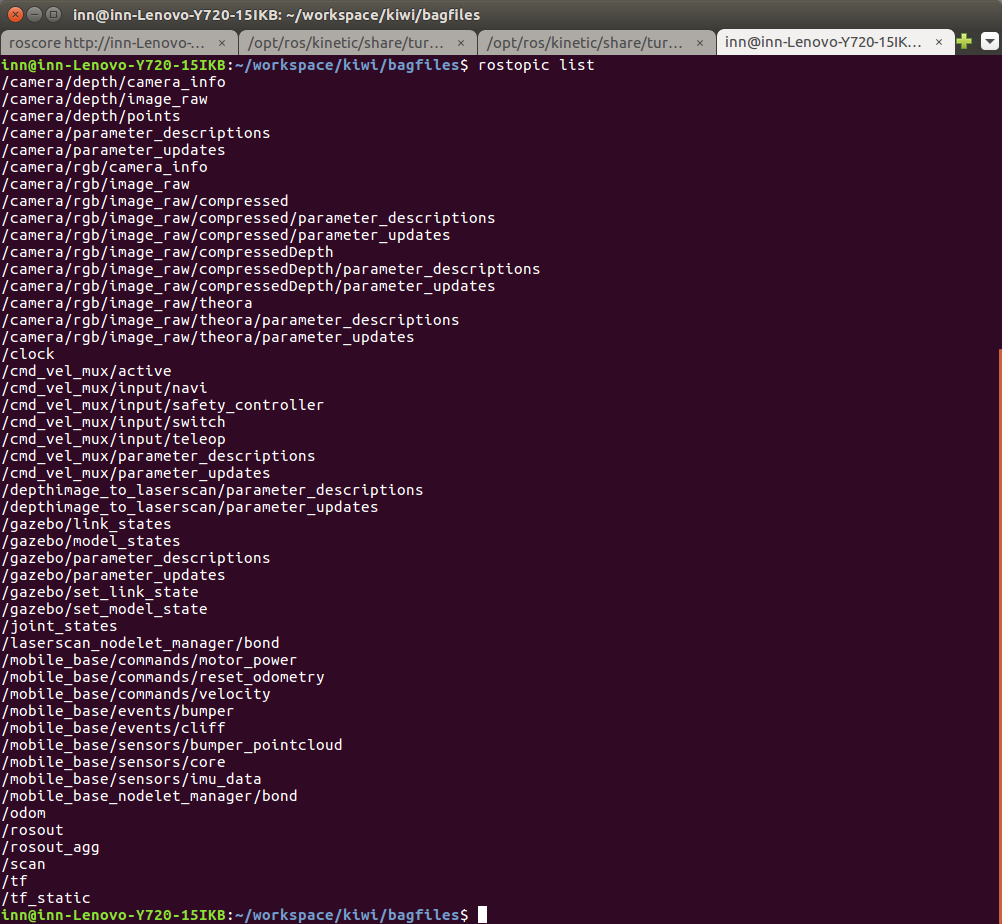 inn@inn-Lenovo-Y720-15IKB: ~/workspace/kiwi/bagfiles
roscore http://inn-Lenovo-... × /opt/ros/kinetic/share/tur... × /opt/ros/kinetic/share/tur... × inn@inn-Lenovo-Y720-15IK... ×
inn@inn-Lenovo-Y720-15IKB:~/workspace/kiwi/bagfiles$ rostopic list
/camera/depth/camera_info
/camera/depth/image_raw
/camera/depth/points
/camera/parameter_descriptions
/camera/parameter_updates
/camera/rgb/camera_info
/camera/rgb/image_raw
/camera/rgb/image_raw/compressed
/camera/rgb/image_raw/compressed/parameter_descriptions
/camera/rgb/image_raw/compressed/parameter_updates
/camera/rgb/image_raw/compressedDepth
/camera/rgb/image_raw/compressedDepth/parameter_descriptions
/camera/rgb/image_raw/compressedDepth/parameter_updates
/camera/rgb/image_raw/theora
/camera/rgb/image_raw/theora/parameter_descriptions
/camera/rgb/image_raw/theora/parameter_updates
/clock
/cmd_vel_mux/active
/cmd_vel_mux/input/navi
/cmd_vel_mux/input/safety_controller
/cmd_vel_mux/input/switch
/cmd_vel_mux/input/teleop
/cmd_vel_mux/parameter_descriptions
/cmd_vel_mux/parameter_updates
/depthimage_to_laserscan/parameter_descriptions
/depthimage_to_laserscan/parameter_updates
/gazebo/link_states
/gazebo/model_states
/gazebo/parameter_descriptions
/gazebo/parameter_updates
/gazebo/set_link_state
/gazebo/set_model_state
/joint_states
/laserscan_nodelet_manager/bond
/mobile_base/commands/motor_power
/mobile_base/commands/reset_odometry
/mobile_base/commands/velocity
/mobile_base/events/bumper
/mobile_base/events/cliff
/mobile_base/sensors/bumper_pointcloud
/mobile_base/sensors/core
/mobile_base/sensors/imu_data
/mobile_base_nodelet_manager/bond
/odom
/rosout
/rosout_agg
/scan
/tf
/tf_static
inn@inn-Lenovo-Y720-15IKB:~/workspace/kiwi/bagfiles$